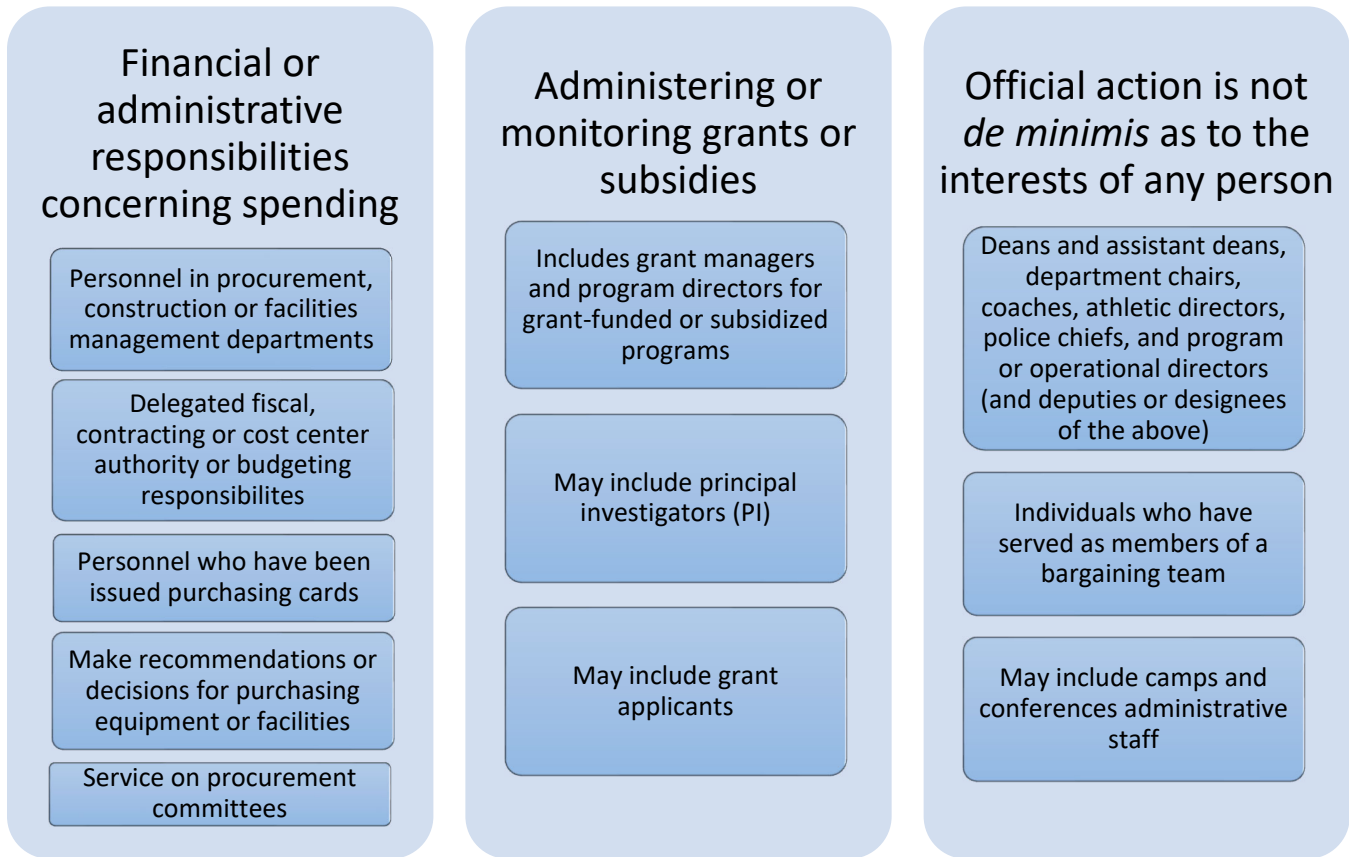 Financial or
administrative
responsibilities
concerning spending
Personnel in procurement,
construction or facilities
management departments
Delegated fiscal,
contracting or cost center
authority or budgeting
responsibilites
Personnel who have been
issued purchasing cards
Make recommendations or
decisions for purchasing
equipment or facilities
Service on procurement
committees
Administering or
monitoring grants or
subsidies
Includes grant managers
and program directors for
grant-funded or subsidized
programs
May include principal
investigators (PI)
May include grant
applicants
Official action is not
de minimis as to the
interests of any person
Deans and assistant deans,
department chairs,
coaches, athletic directors,
police chiefs, and program
or operational directors
(and deputies or designees
of the above)
Individuals who have
served as members of a
bargaining team
May include camps and
conferences administrative
staff